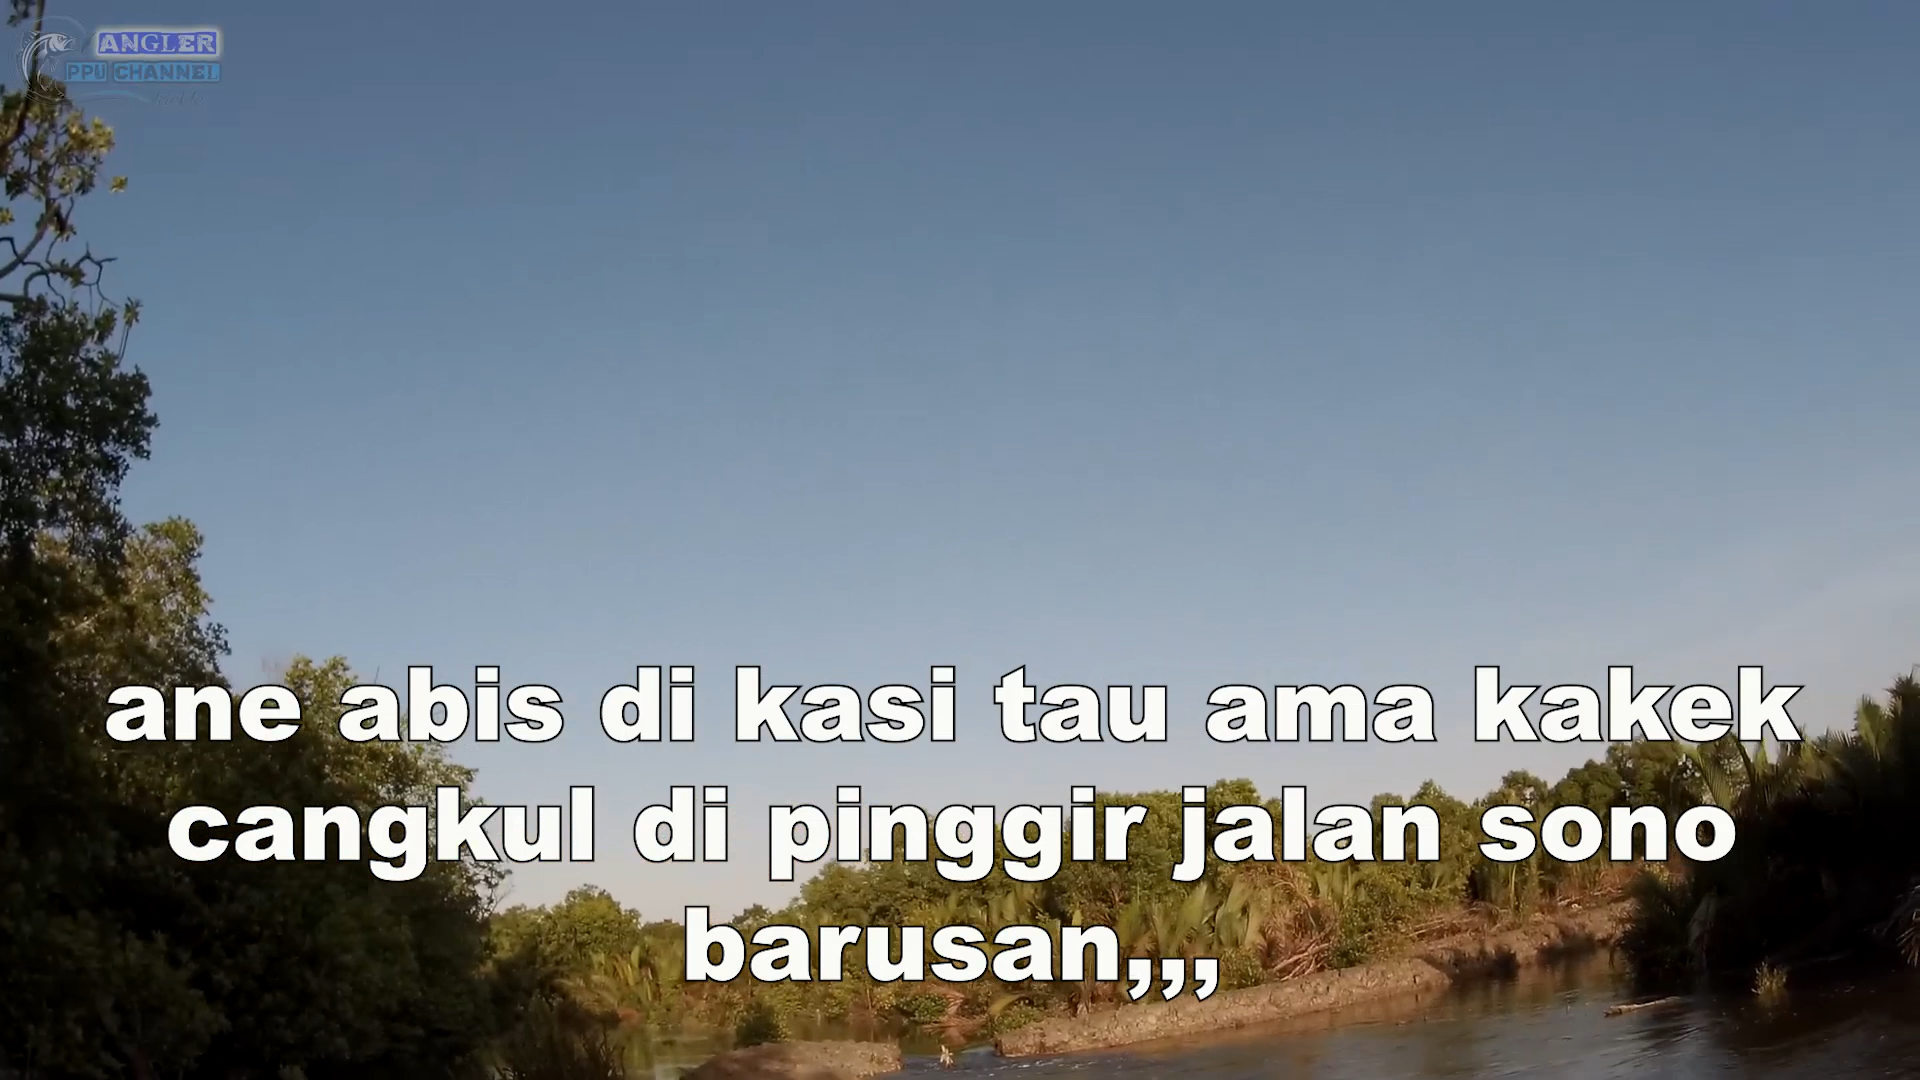 ANGLER
PPU CHANNEL
ane abis di kasi tau ama kakek
cangkul di pinggir jalan sono
barusan,,,